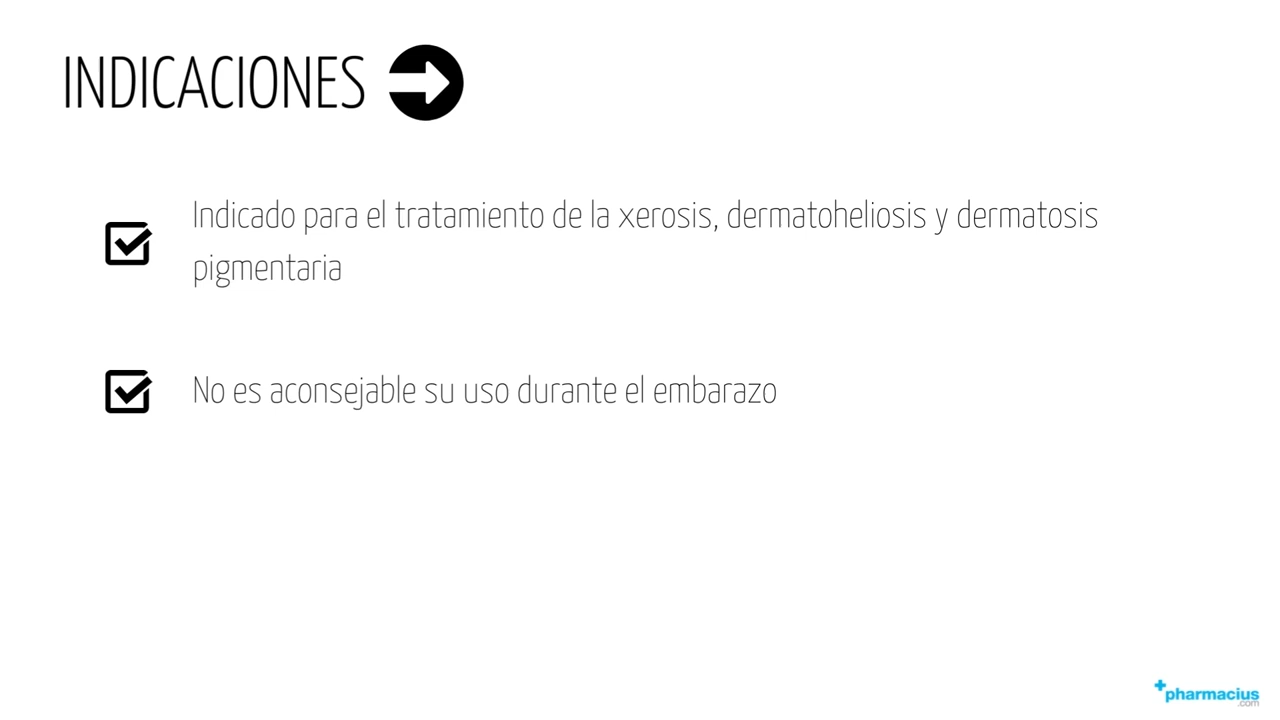 INDICACIONES
Indicado para el tratamiento de la xerosis, dermatoheliosis y dermatosis
pigmentaria
No es aconsejable su uso durante el embarazo
pharmacius
.com